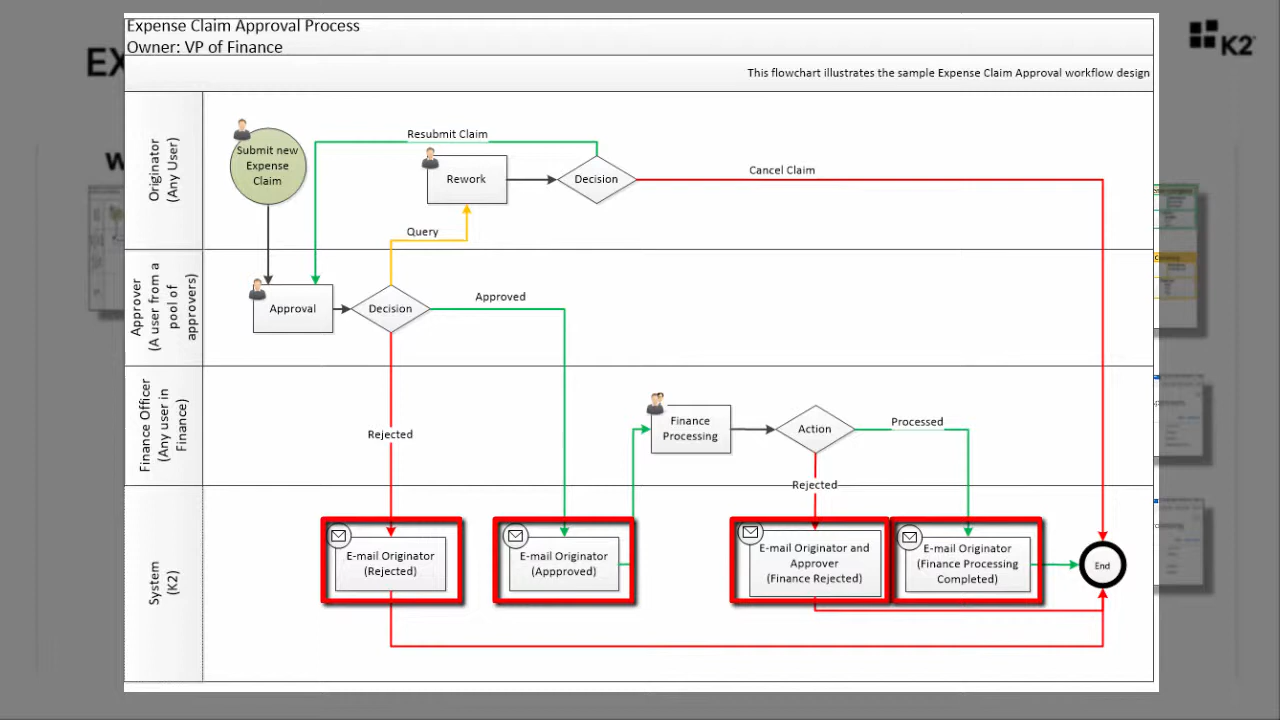 Expense Claim Approval Process
Owner: VP of Finance
This flowchart illustrates the sample Expense Claim Approval workflow design
EX
K2
W
Originator
(Any User)
Submit new
Expense
Claim
Resubmit Claim
Rework
Decision
Cancel Claim
Query
Approver
(A user from a
pool of
approvers)
Approval
Decision
Approved
Finance Officer
(Any user in
Finance)
Rejected
Finance
Processing
Action
Processed
Rejected
System
(K2)
E-mail Originator
(Rejected)
E-mail Originator
(Appproved)
E-mail Originator and
Approver
(Finance Rejected)
E-mail Originator
(Finance Processing
Completed)
End